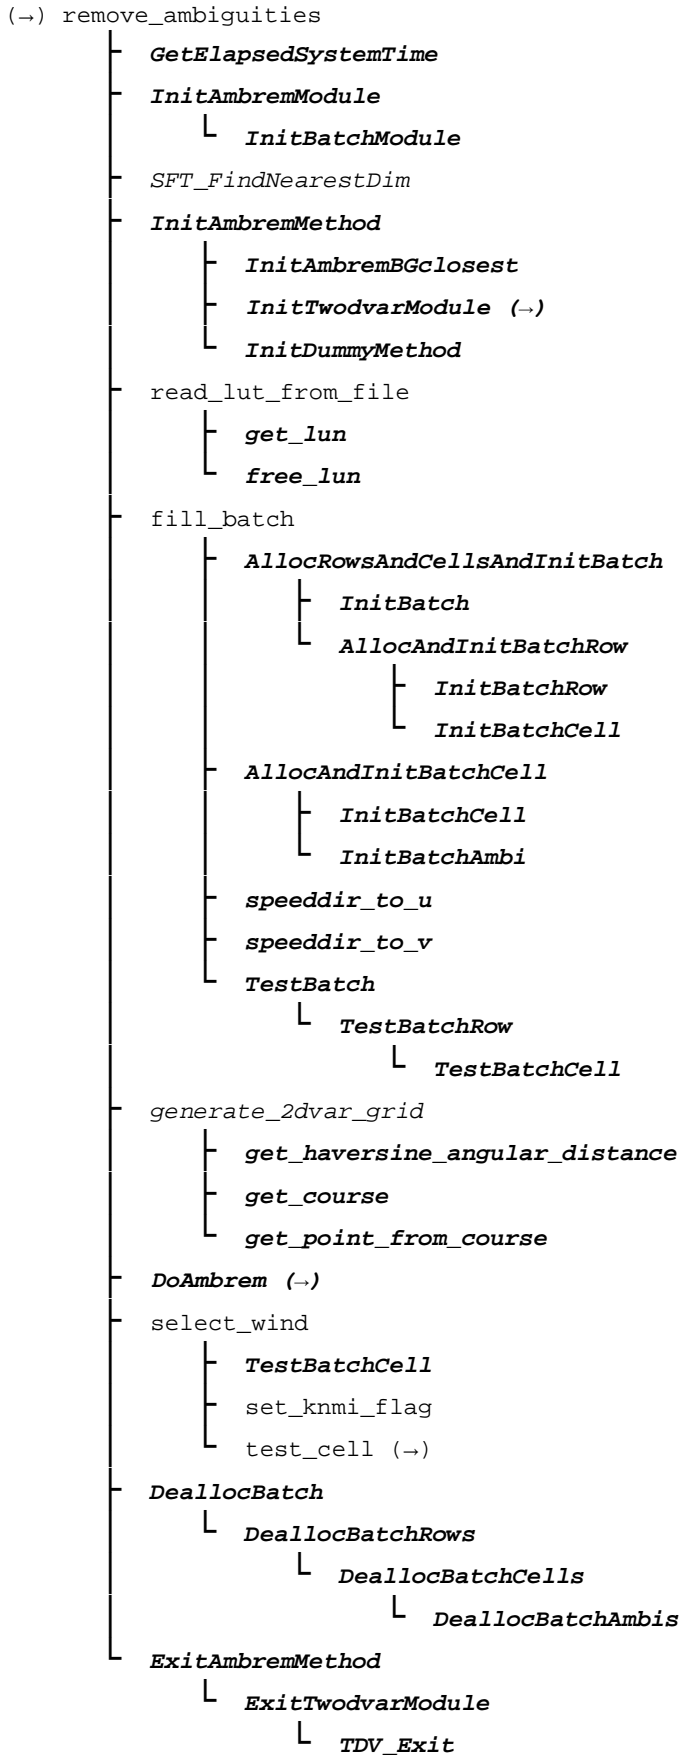 (→) remove_ambiguities
GetElapsedSystemTime
InitAmbremModule
InitBatchModule
SFT_FindNearestDim
InitAmbremMethod
InitAmbremBGclosest
InitTwodvarModule (→)
InitDummyMethod
read_lut_from_file
get_lun
free_lun
fill_batch
AllocRowsAndCellsAndInitBatch
InitBatch
AllocAndInitBatchRow
InitBatchRow
InitBatchCell
AllocAndInitBatchCell
InitBatchCell
InitBatchAmbi
speeddir_to_u
speeddir_to_v
TestBatch
TestBatchRow
TestBatchCell
generate_2dvar_grid
get_haversine_angular_distance
get_course
get_point_from_course
DoAmbrem (→)
select_wind
TestBatchCell
set_knmi_flag
test_cell (→)
DeallocBatch
DeallocBatchRows
DeallocBatchCells
DeallocBatchAmbis
ExitAmbremMethod
ExitTwodvarModule
TDV_Exit